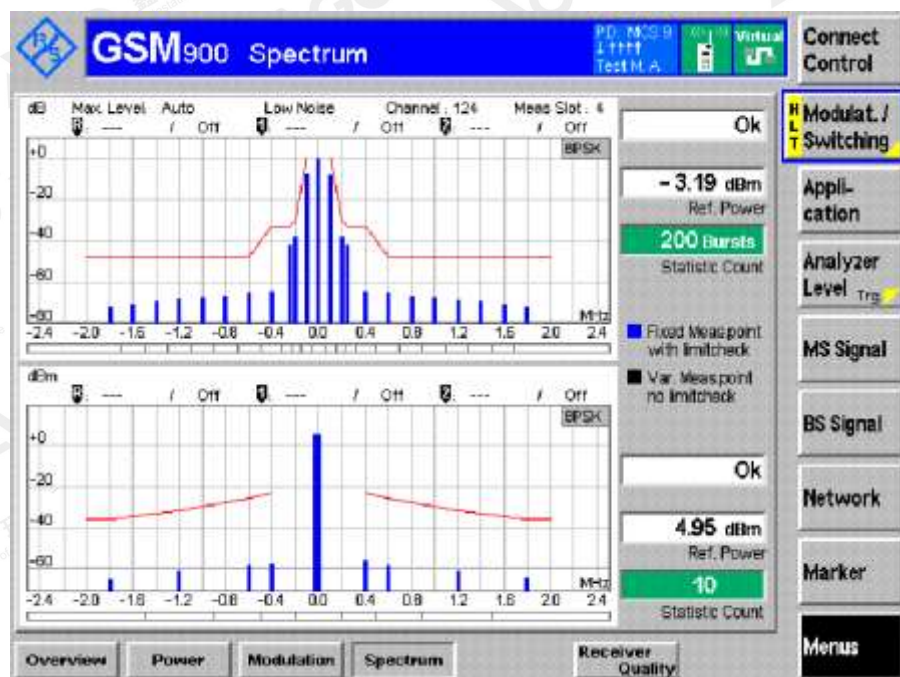 R&S
GSM900 Spectrum
PD: MCS 9
Test M. A
Virtual
Connect Control
dB Max. Level: Auto Low Noise Channel : 124 Meas Slot : 4
--- / Off --- / Off --- / Off
BPSK
+0
-20
-40
-60
-80
MHz
-2.4 -2.0 -1.6 -1.2 -0.8 -0.4 0.0 0.4 0.8 1.2 1.6 2.0 2.4
Ok
- 3.19 dBm
Ref. Power
200 Bursts
Statistic Count
Fixed Measpoint
with limitcheck
Var. Measpoint
no limitcheck
dBm
--- / Off --- / Off --- / Off
BPSK
+0
-20
-40
-60
MHz
-2.4 -2.0 -1.6 -1.2 -0.8 -0.4 0.0 0.4 0.8 1.2 1.6 2.0 2.4
Ok
4.95 dBm
Ref. Power
10
Statistic Count
H L T
Modulat. /
Switching
Appli-
cation
Analyzer
Level Trg.
MS Signal
BS Signal
Network
Marker
Menus
Overview Power Modulation Spectrum
Receiver
Quality